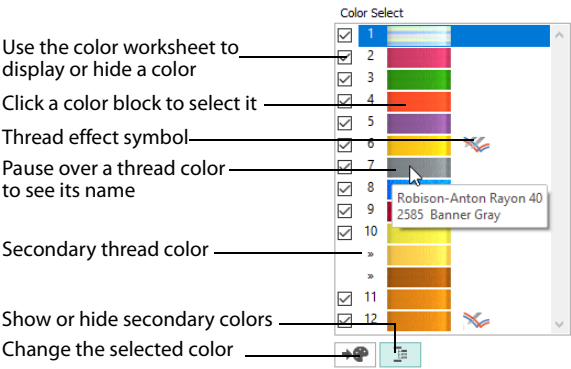 Color Select
1
Use the color worksheet to
display or hide a color
2
3
Click a color block to select it
4
5
Thread effect symbol
6
Pause over a thread color
to see its name
7
8
Robison-Anton Rayon 40
2585 Banner Gray
9
10
Secondary thread color
»
»
11
Show or hide secondary colors
12
Change the selected color